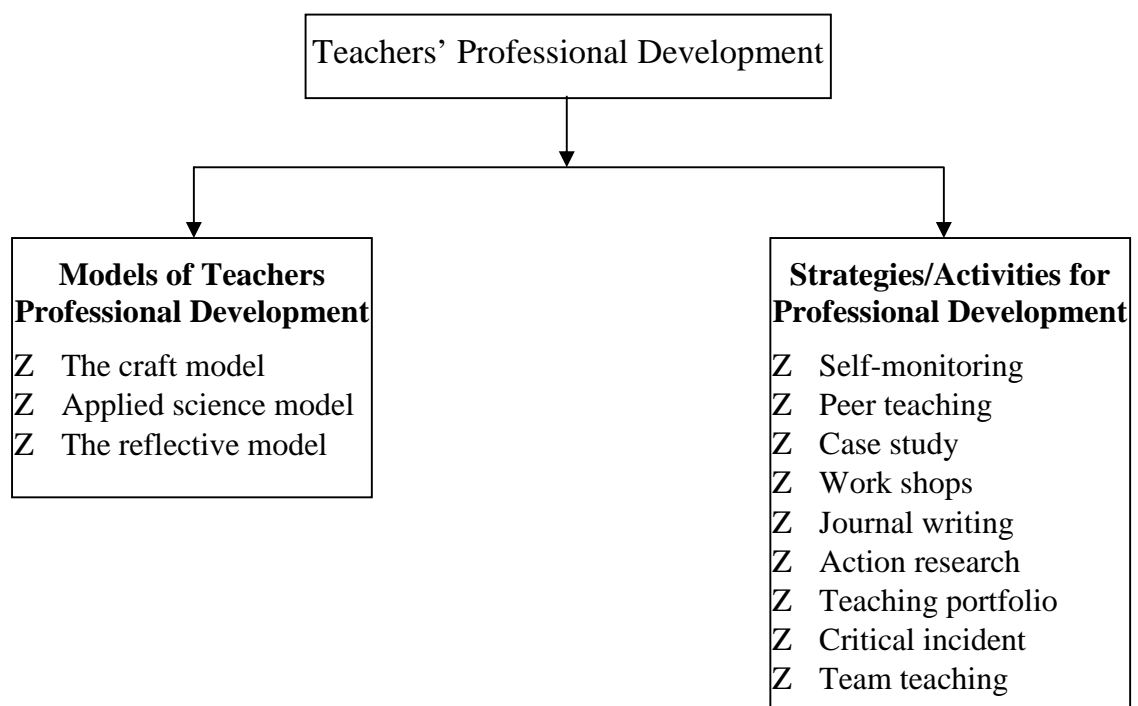 Teachers’ Professional Development
Models of Teachers
Professional Development
Z The craft model
Z Applied science model
Z The reflective model
Strategies/Activities for
Professional Development
Z Self-monitoring
Z Peer teaching
Z Case study
Z Work shops
Z Journal writing
Z Action research
Z Teaching portfolio
Z Critical incident
Z Team teaching